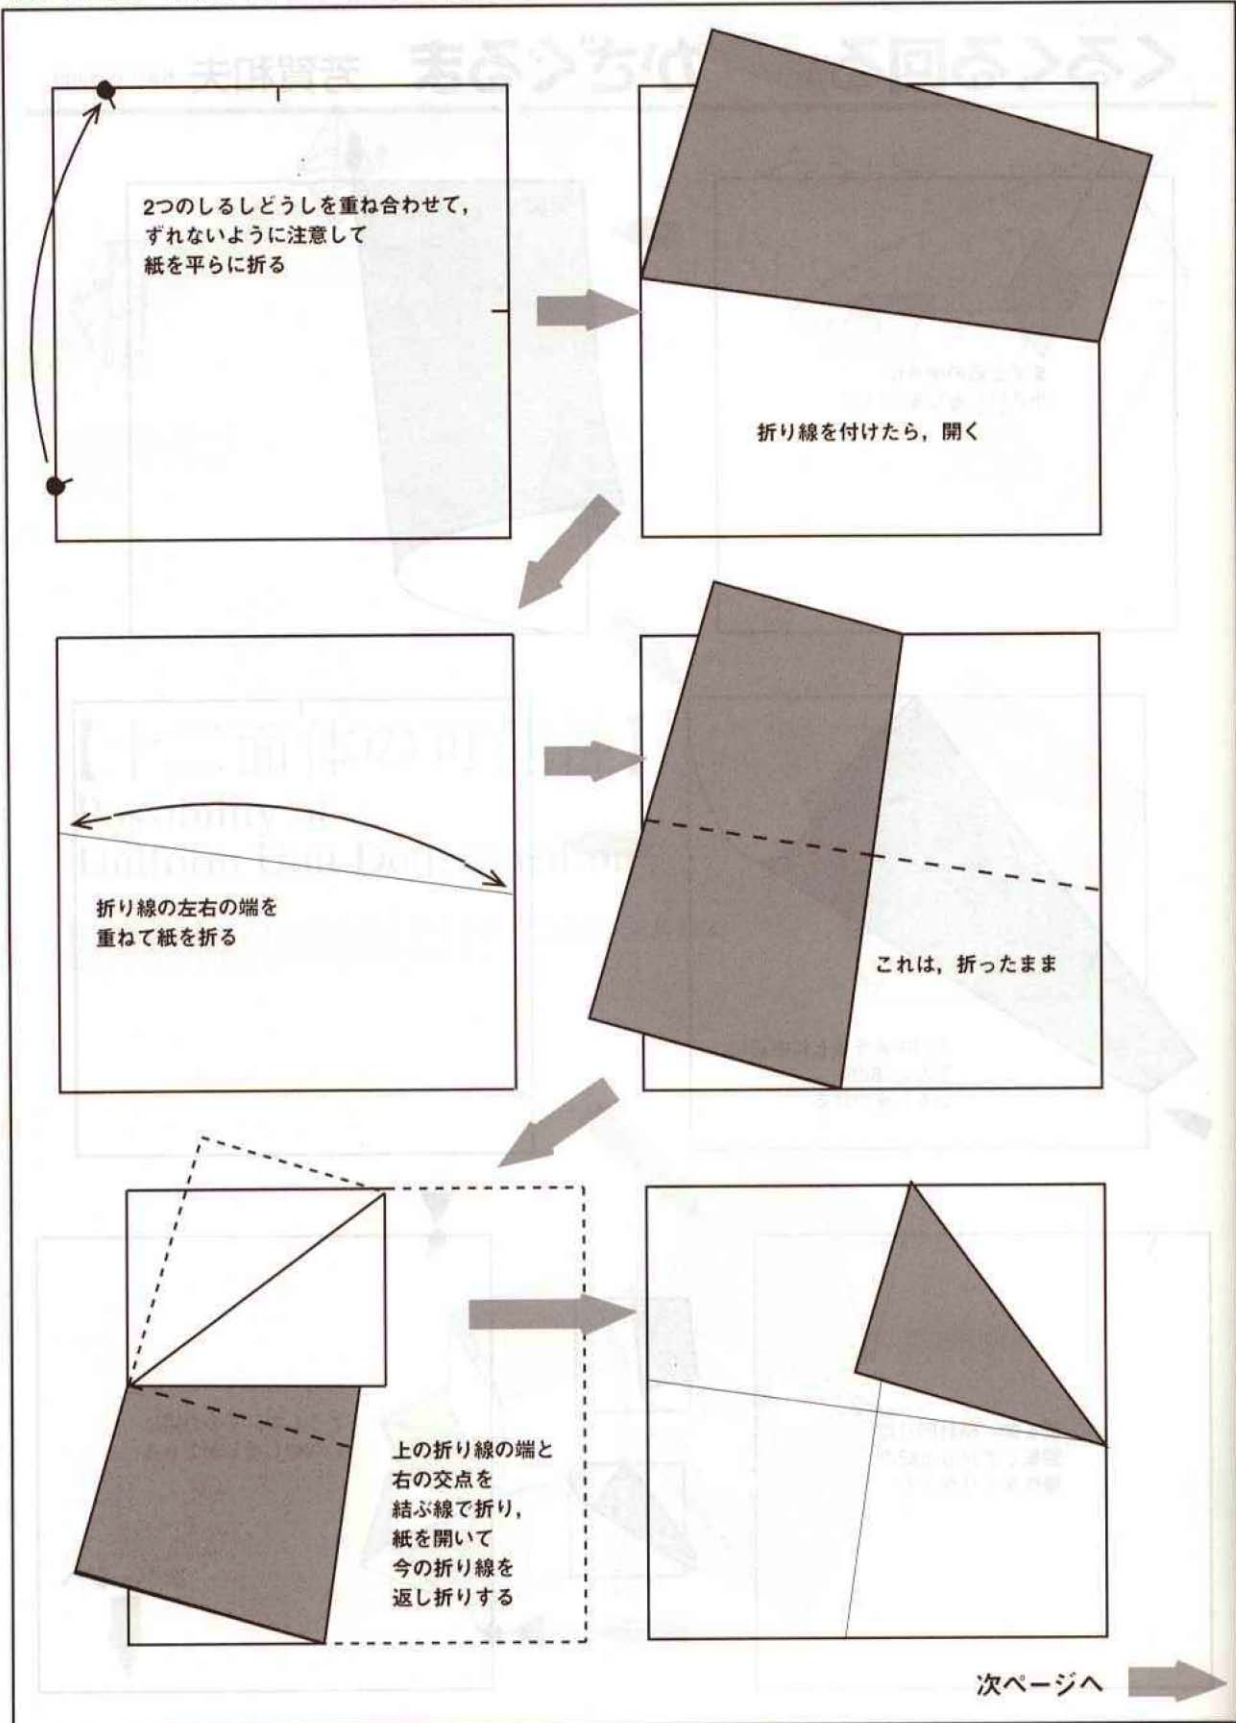 2つのしるしどうしを重ね合わせて,
ずれないように注意して
紙を平らに折る
折り線を付けたら, 開く
折り線の左右の端を
重ねて紙を折る
これは, 折ったまま
上の折り線の端と
右の交点を
結ぶ線で折り,
紙を開いて
今の折り線を
返し折りする
次ページへ